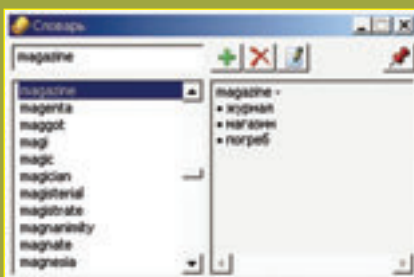 Словарь
magazine
magazine
magenta
maggot
magi
magic
magician
magisterial
magistrate
magnanimity
magnate
magnesia
magazine -
• журнал
• магазин
• погреб